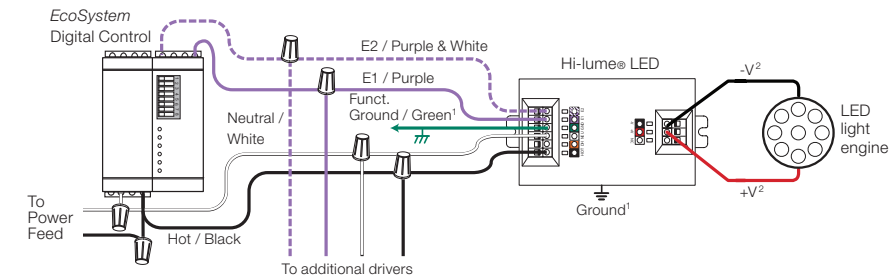 EcoSystem
Digital Control
E2 / Purple & White
E1 / Purple
Funct.
Ground / Green¹
Neutral /
White
Hi-lume® LED
-V²
LED
light
engine
+V²
Ground¹
To
Power
Feed
Hot / Black
To additional drivers